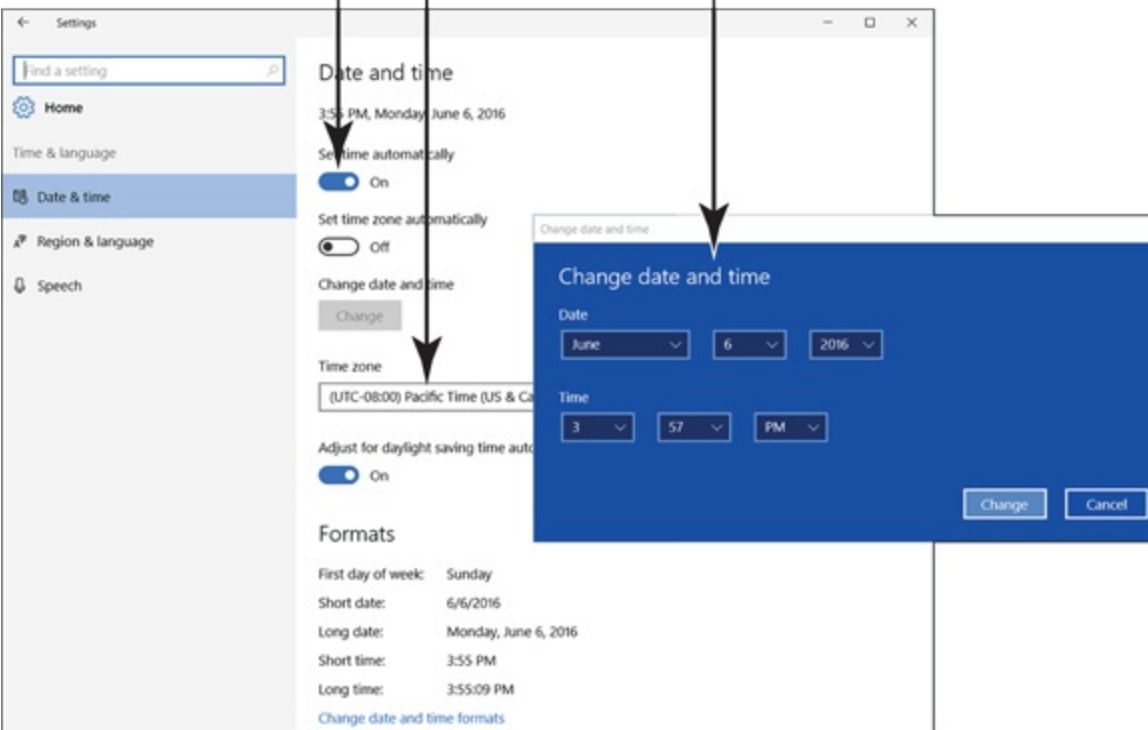 Settings
Find a setting
Home
Time & language
Date & time
Region & language
Speech
Date and time
3:55 PM, Monday, June 6, 2016
Set time automatically
On
Set time zone automatically
Off
Change date and time
Change
Time zone
(UTC-08:00) Pacific Time (US & Ca
Adjust for daylight saving time auto
On
Formats
First day of week: Sunday
Short date: 6/6/2016
Long date: Monday, June 6, 2016
Short time: 3:55 PM
Long time: 3:55:09 PM
Change date and time formats
Change date and time
Change date and time
Date
June 6 2016
Time
3 57 PM
Change Cancel